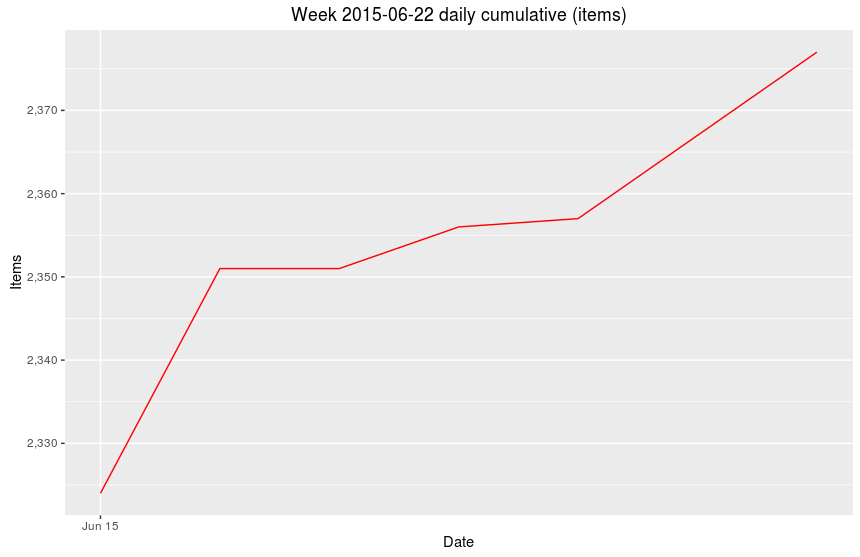 Week 2015-06-22 daily cumulative (items)
2,370
2,360
2,350
2,340
2,330
Items
Jun 15
Date